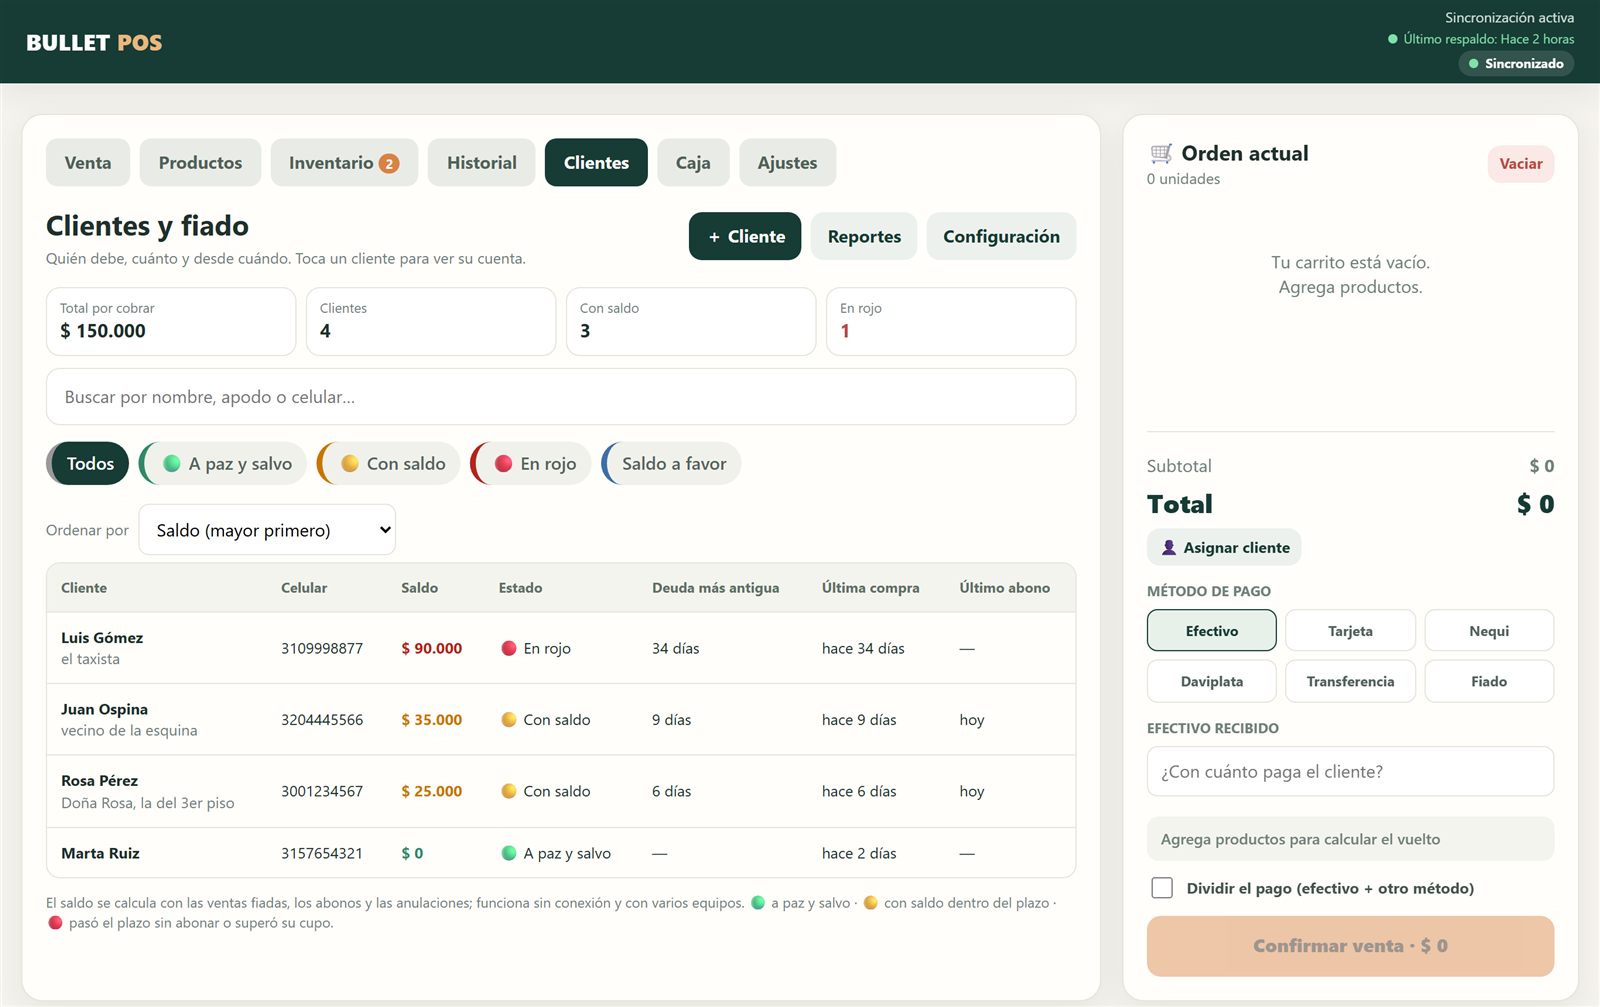 BULLET POS
Sincronización activa
Último respaldo: Hace 2 horas
Sincronizado
Venta
Productos
Inventario 2
Historial
Clientes
Caja
Ajustes
Clientes y fiado
Quién debe, cuánto y desde cuándo. Toca un cliente para ver su cuenta.
+ Cliente
Reportes
Configuración
Total por cobrar
$ 150.000
Clientes
4
Con saldo
3
En rojo
1
Buscar por nombre, apodo o celular...
Todos
A paz y salvo
Con saldo
En rojo
Saldo a favor
Ordenar por
Saldo (mayor primero)
Cliente Celular Saldo Estado Deuda más antigua Última compra Último abono
Luis Gómez
el taxista
3109998877 $ 90.000 En rojo 34 días hace 34 días —
Juan Ospina
vecino de la esquina
3204445566 $ 35.000 Con saldo 9 días hace 9 días hoy
Rosa Pérez
Doña Rosa, la del 3er piso
3001234567 $ 25.000 Con saldo 6 días hace 6 días hoy
Marta Ruiz 3157654321 $ 0 A paz y salvo — hace 2 días —
El saldo se calcula con las ventas fiadas, los abonos y las anulaciones; funciona sin conexión y con varios equipos. a paz y salvo · con saldo dentro del plazo ·
pasó el plazo sin abonar o superó su cupo.
Orden actual
0 unidades
Vaciar
Tu carrito está vacío.
Agrega productos.
Subtotal $ 0
Total $ 0
Asignar cliente
MÉTODO DE PAGO
Efectivo
Tarjeta
Nequi
Daviplata
Transferencia
Fiado
EFECTIVO RECIBIDO
¿Con cuánto paga el cliente?
Agrega productos para calcular el vuelto
Dividir el pago (efectivo + otro método)
Confirmar venta · $ 0